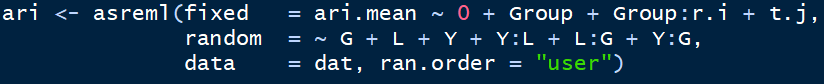 ari <- asreml(fixed   = ari.mean ~ 0 + Group + Group:r.i + t.j,
              random  = ~ G + L + Y + Y:L + L:G + Y:G,
              data    = dat, ran.order = "user")